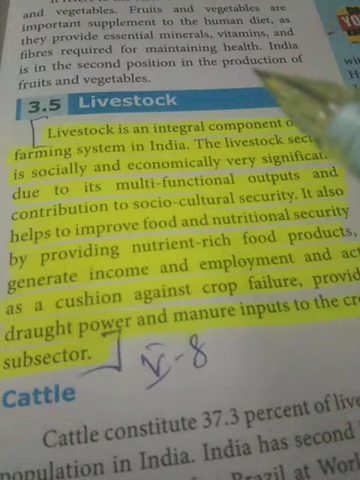 and vegetables. Fruits and vegetables are
important supplement to the human diet, as
they provide essential minerals, vitamins, and
fibres required for maintaining health. India
is in the second position in the production of
fruits and vegetables.
3.5 Livestock
Livestock is an integral component o
farming system in India. The livestock sec
is socially and economically very significan
due to its multi-functional outputs and
contribution to socio-cultural security. It also
helps to improve food and nutritional security
by providing nutrient-rich food products,
generate income and employment and act
as a cushion against crop failure, provid
draught power and manure inputs to the cr
subsector.
V-8
Cattle
Cattle constitute 37.3 percent of live
population in India. India has second
Brazil at Worl